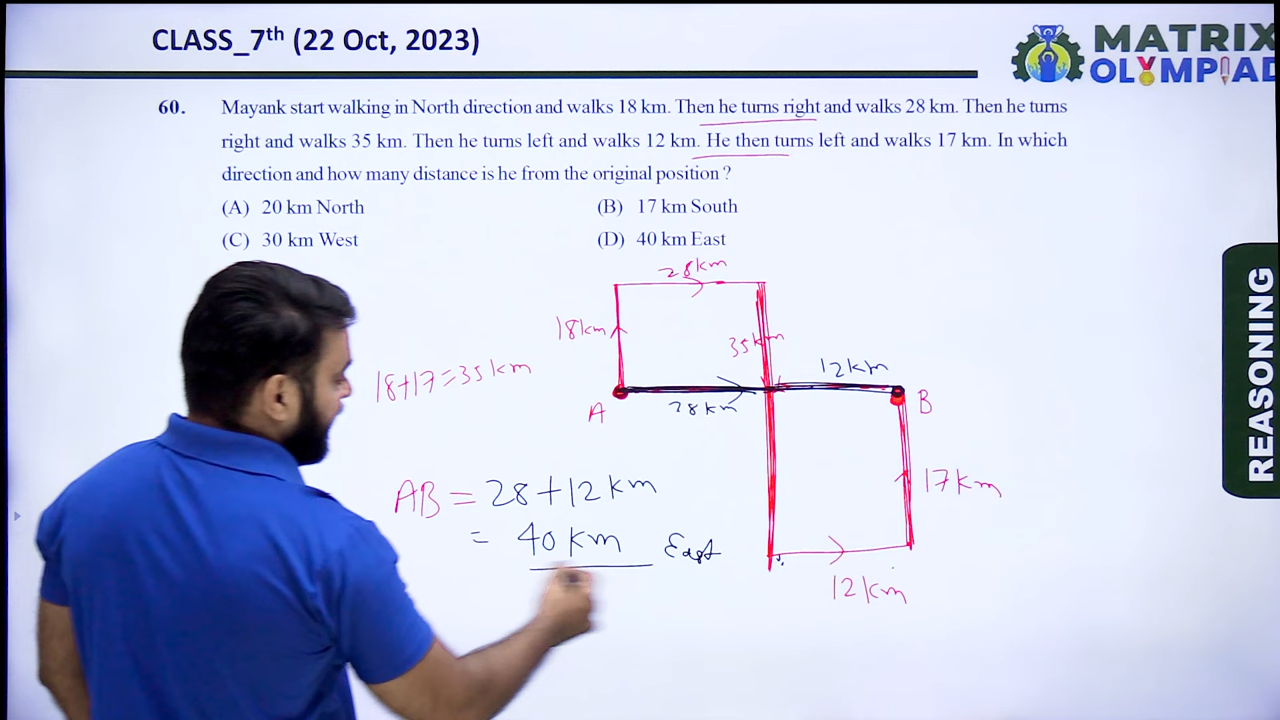 CLASS_7th (22 Oct, 2023)
MATRIX
OLYMPIAD
60. Mayank start walking in North direction and walks 18 km. Then he turns right and walks 28 km. Then he turns
right and walks 35 km. Then he turns left and walks 12 km. He then turns left and walks 17 km. In which
direction and how many distance is he from the original position ?
(A) 20 km North (B) 17 km South
(C) 30 km West (D) 40 km East
28km
18km
35km
12km
18+17=35km
A
28km
B
17km
AB = 28+12km
= 40 km East
12km
REASONING